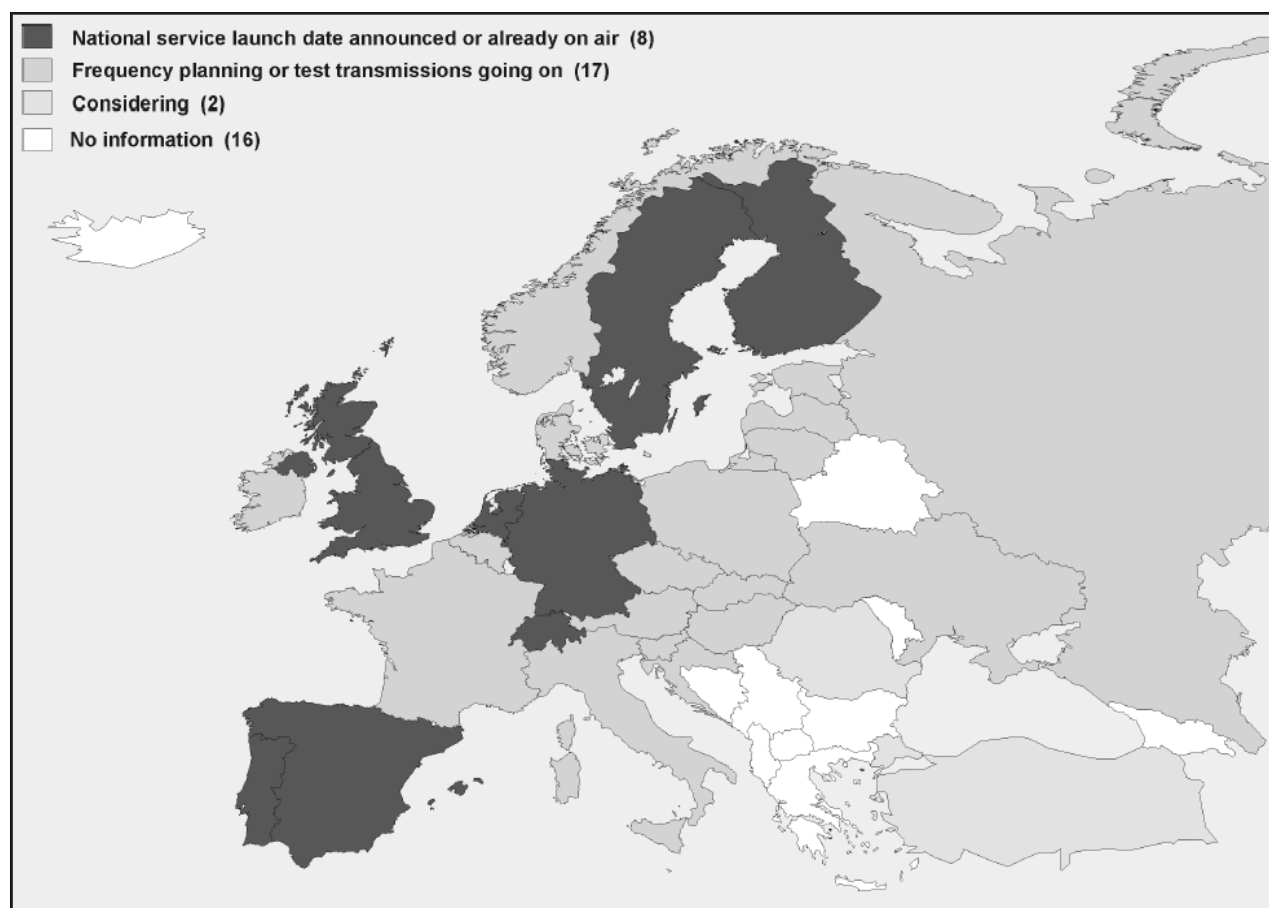 National service launch date announced or already on air (8)
Frequency planning or test transmissions going on (17)
Considering (2)
No information (16)